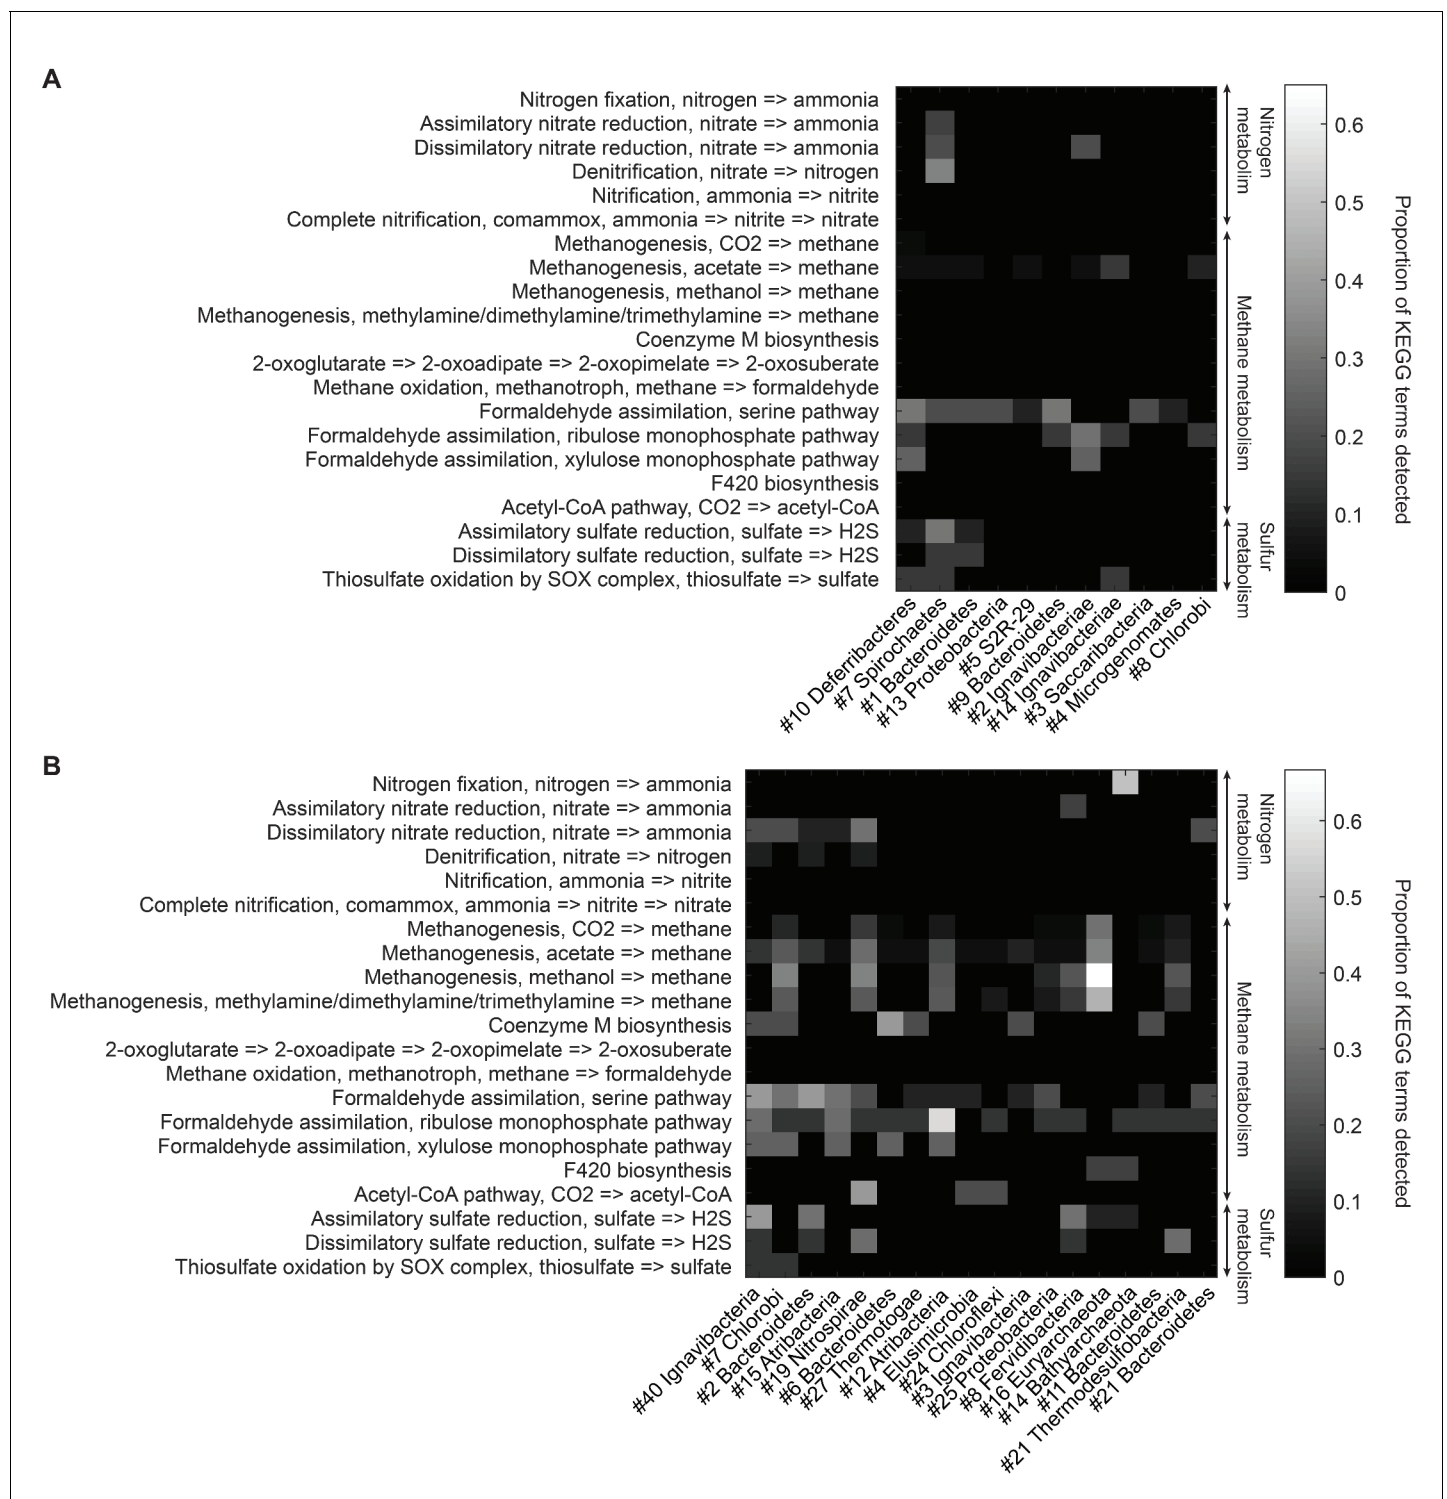 A
Nitrogen fixation, nitrogen => ammonia
Assimilatory nitrate reduction, nitrate => ammonia
Dissimilatory nitrate reduction, nitrate => ammonia
Denitrification, nitrate => nitrogen
Nitrification, ammonia => nitrite
Complete nitrification, comammox, ammonia => nitrite => nitrate
Methanogenesis, CO2 => methane
Methanogenesis, acetate => methane
Methanogenesis, methanol => methane
Methanogenesis, methylamine/dimethylamine/trimethylamine => methane
Coenzyme M biosynthesis
2-oxoglutarate => 2-oxoadipate => 2-oxopimelate => 2-oxosuberate
Methane oxidation, methanotroph, methane => formaldehyde
Formaldehyde assimilation, serine pathway
Formaldehyde assimilation, ribulose monophosphate pathway
Formaldehyde assimilation, xylulose monophosphate pathway
F420 biosynthesis
Acetyl-CoA pathway, CO2 => acetyl-CoA
Assimilatory sulfate reduction, sulfate => H2S
Dissimilatory sulfate reduction, sulfate => H2S
Thiosulfate oxidation by SOX complex, thiosulfate => sulfate
#10 Deferribacteres
#7 Spirochaetes
#1 Bacteroidetes
#13 Proteobacteria
#5 S2R-29
#9 Bacteroidetes
#2 Ignavibacteriae
#14 Ignavibacteriae
#3 Saccaribacteria
#4 Microgenomates
#8 Chlorobi
Nitrogen
metabolim
Methane metabolism
Sulfur
metabolism
0.6
0.5
0.4
0.3
0.2
0.1
0
Proportion of KEGG terms detected
B
Nitrogen fixation, nitrogen => ammonia
Assimilatory nitrate reduction, nitrate => ammonia
Dissimilatory nitrate reduction, nitrate => ammonia
Denitrification, nitrate => nitrogen
Nitrification, ammonia => nitrite
Complete nitrification, comammox, ammonia => nitrite => nitrate
Methanogenesis, CO2 => methane
Methanogenesis, acetate => methane
Methanogenesis, methanol => methane
Methanogenesis, methylamine/dimethylamine/trimethylamine => methane
Coenzyme M biosynthesis
2-oxoglutarate => 2-oxoadipate => 2-oxopimelate => 2-oxosuberate
Methane oxidation, methanotroph, methane => formaldehyde
Formaldehyde assimilation, serine pathway
Formaldehyde assimilation, ribulose monophosphate pathway
Formaldehyde assimilation, xylulose monophosphate pathway
F420 biosynthesis
Acetyl-CoA pathway, CO2 => acetyl-CoA
Assimilatory sulfate reduction, sulfate => H2S
Dissimilatory sulfate reduction, sulfate => H2S
Thiosulfate oxidation by SOX complex, thiosulfate => sulfate
#40 Ignavibacteria
#7 Chlorobi
#2 Bacteroidetes
#15 Atribacteria
#19 Nitrospirae
#6 Bacteroidetes
#27 Thermotogae
#12 Atribacteria
#4 Elusimicrobia
#24 Chloroflexi
#3 Ignavibacteria
#25 Proteobacteria
#8 Fervidibacteria
#16 Euryarchaeota
#14 Bathyarchaeota
#11 Bacteroidetes
#21 Thermodesulfobacteria
#21 Bacteroidetes
Nitrogen
metabolim
Methane metabolism
Sulfur
metabolism
0.6
0.5
0.4
0.3
0.2
0.1
0
Proportion of KEGG terms detected